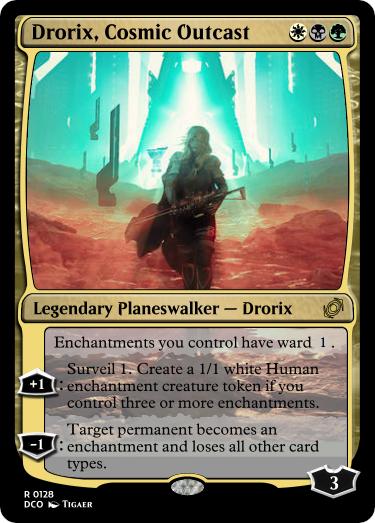 Drorix, Cosmic Outcast
Legendary Planeswalker — Drorix
Enchantments you control have ward 1.
+1: Surveil 1. Create a 1/1 white Human
enchantment creature token if you
control three or more enchantments.
-1: Target permanent becomes an
enchantment and loses all other card
types.
3
R 0128
DCO TIGAER